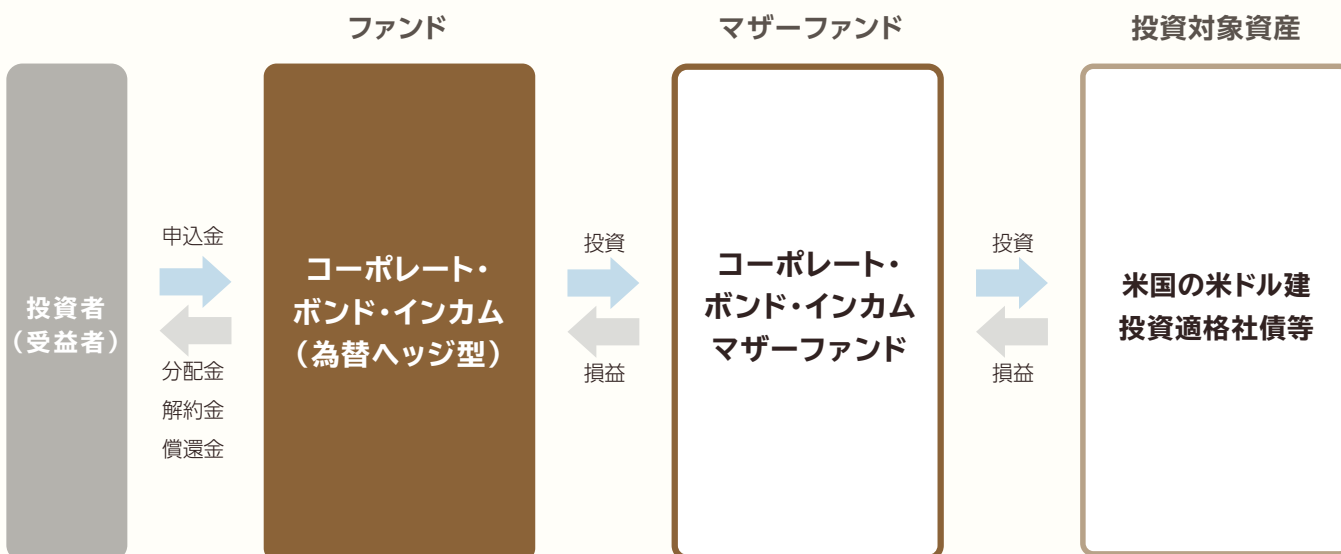 ファンド
マザーファンド
投資対象資産
投資者
（受益者）
申込金
分配金
解約金
償還金
コーポレート・
ボンド・インカム
（為替ヘッジ型）
投資
損益
コーポレート・
ボンド・インカム
マザーファンド
投資
損益
米国の米ドル建
投資適格社債等